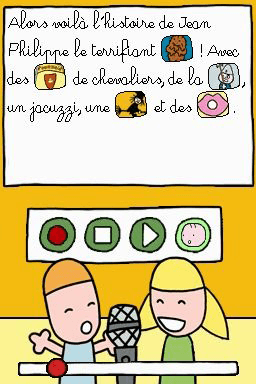 Alors voilà l'histoire de Jean
Philippe le terrifiant ! Avec
des de chevaliers, de la ,
un jacuzzi, une et des .